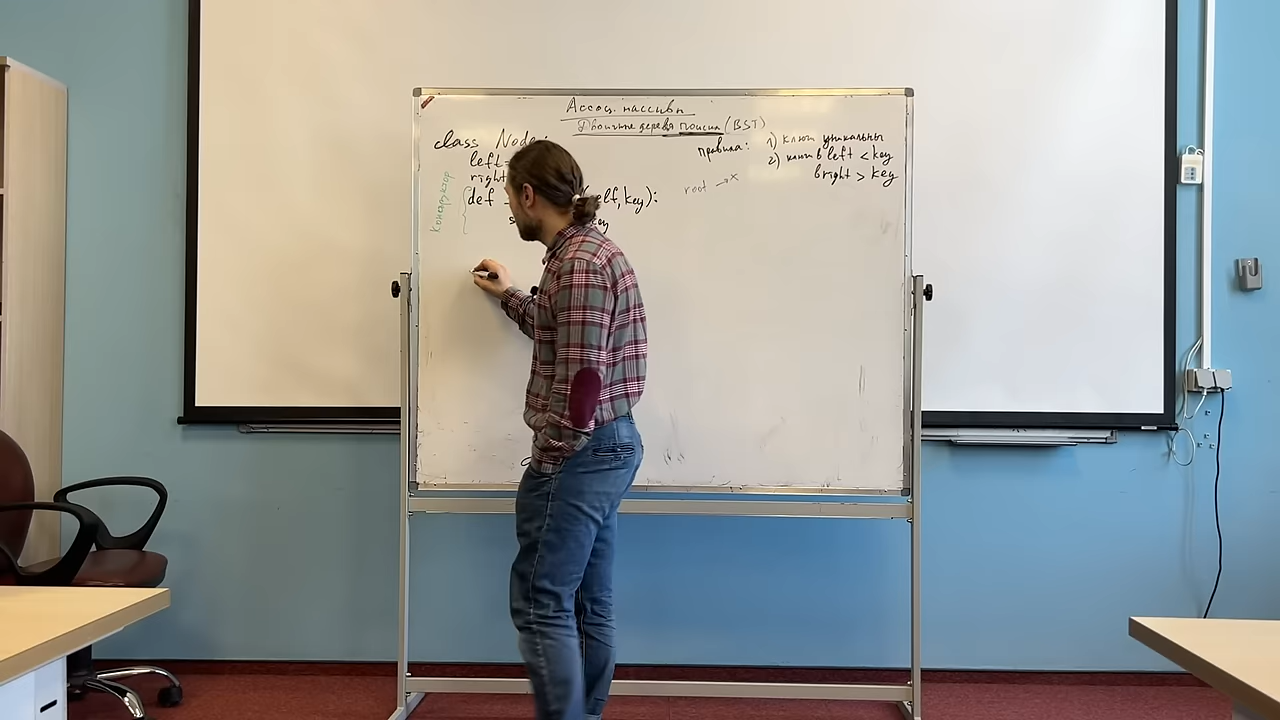 Ассоц. массивы
Двоичные деревья поиска (BST)
class Node:
left=
right
Конструктор
def elf, key):
key
правила: 1) ключи уникальны
2) ключи в left < key
в right > key
root → x